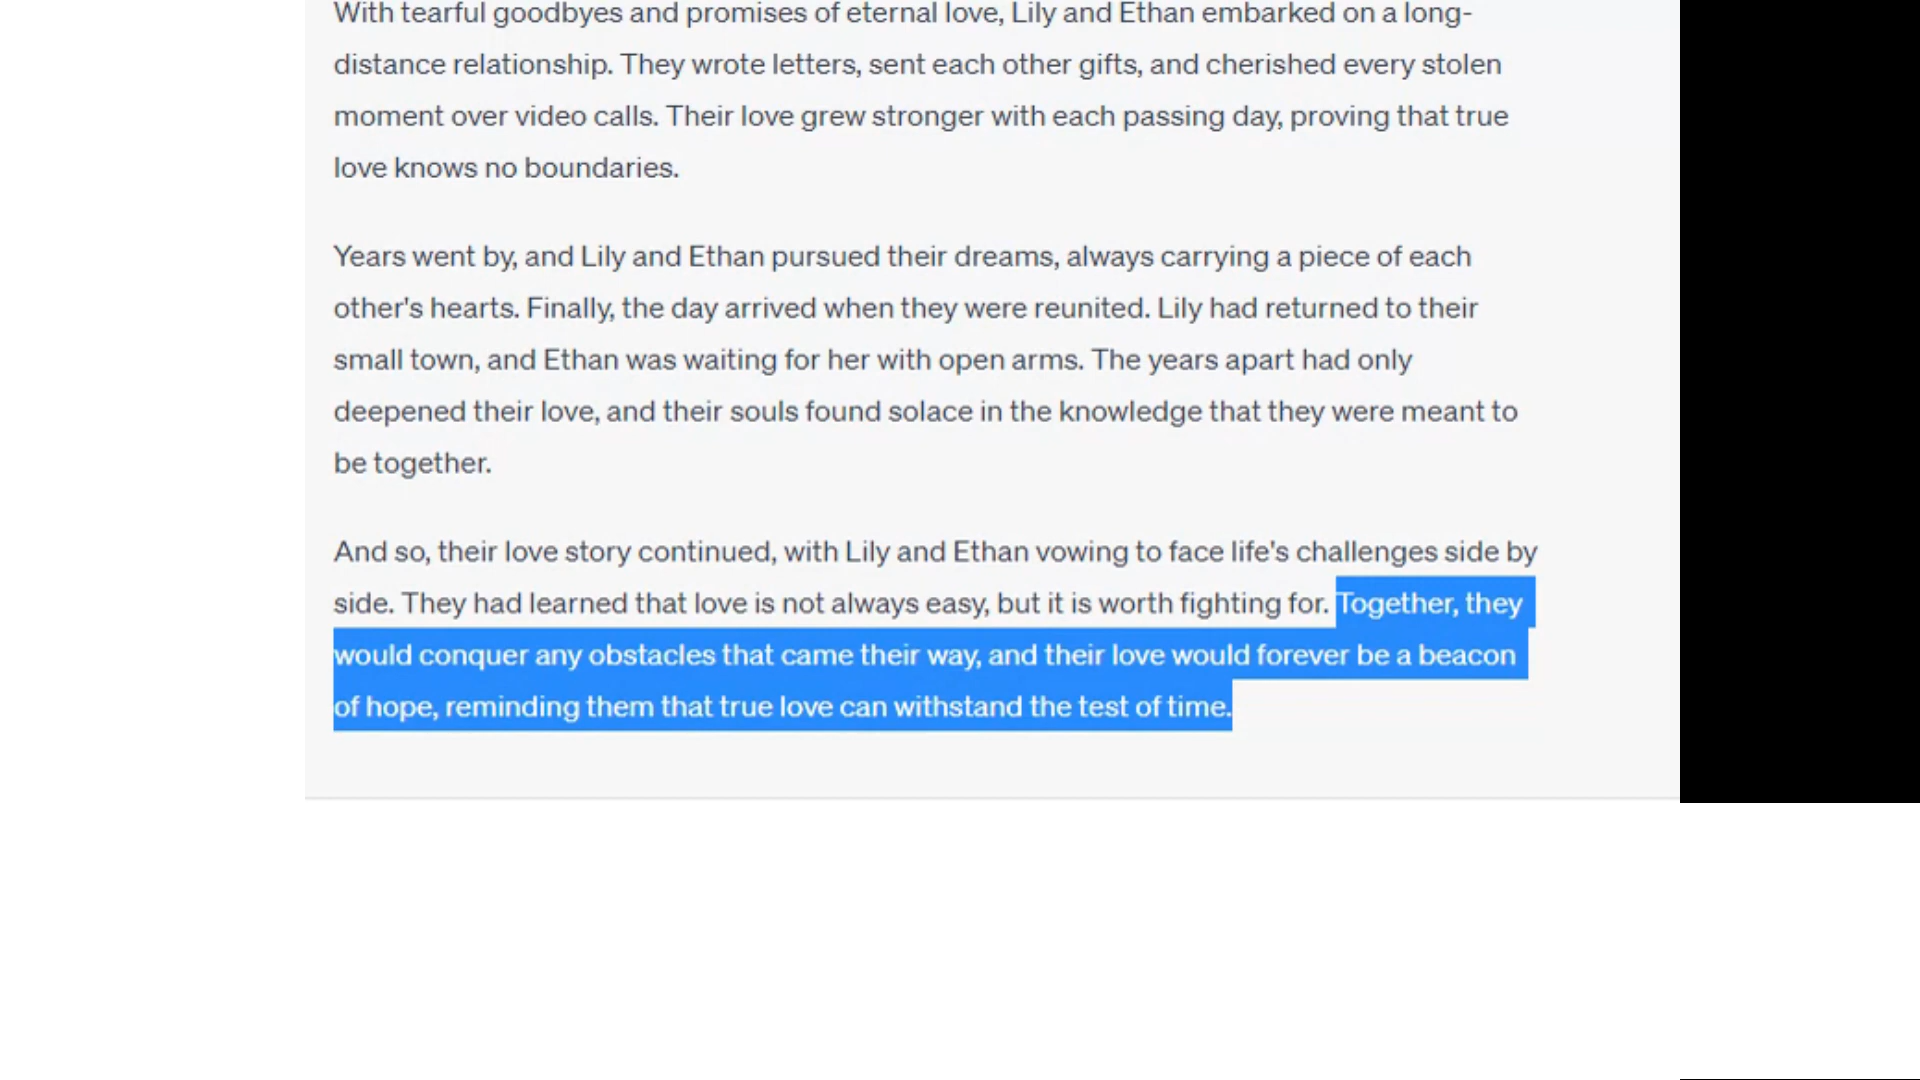 With tearful goodbyes and promises of eternal love, Lily and Ethan embarked on a long-
distance relationship. They wrote letters, sent each other gifts, and cherished every stolen
moment over video calls. Their love grew stronger with each passing day, proving that true
love knows no boundaries.
Years went by, and Lily and Ethan pursued their dreams, always carrying a piece of each
other's hearts. Finally, the day arrived when they were reunited. Lily had returned to their
small town, and Ethan was waiting for her with open arms. The years apart had only
deepened their love, and their souls found solace in the knowledge that they were meant to
be together.
And so, their love story continued, with Lily and Ethan vowing to face life's challenges side by
side. They had learned that love is not always easy, but it is worth fighting for. Together, they
would conquer any obstacles that came their way, and their love would forever be a beacon
of hope, reminding them that true love can withstand the test of time.